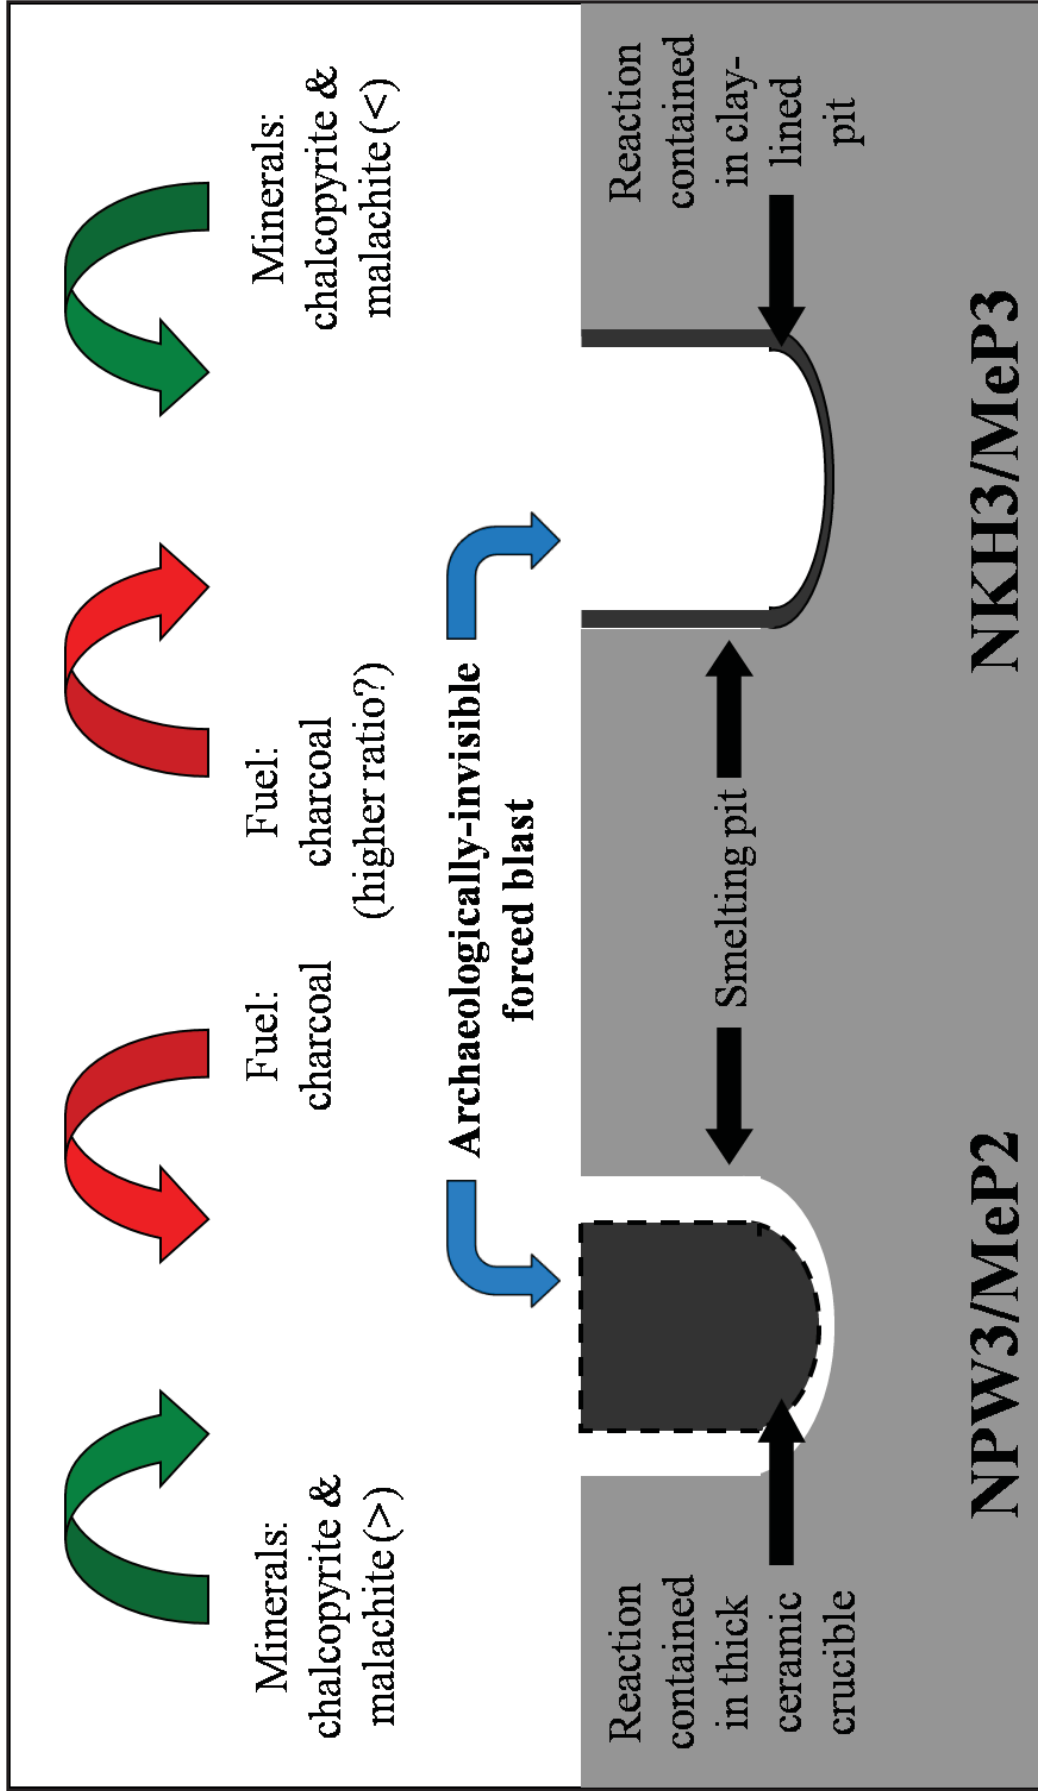 Minerals:
chalcopyrite &
malachite (>)
Fuel:
charcoal
Fuel:
charcoal
(higher ratio?)
Minerals:
chalcopyrite &
malachite (<)
Archaeologically-invisible
forced blast
Reaction
contained
in thick
ceramic
crucible
Smelting pit
Reaction
contained
in clay-
lined
pit
NPW3/MeP2
NKH3/MeP3